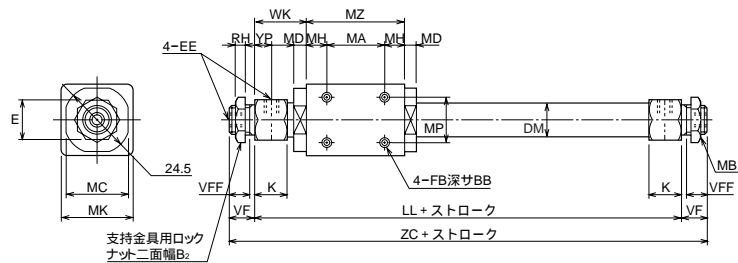 WK
MZ
RH
YP
MD
MH
MA
MH
MD
4-EE
E
24.5
MC
MK
VFF
VF
K
MP
DM
4-FB深サBB
K
MB
VFF
VF
LL+ストローク
ZC+ストローク
支持金具用ロック
ナット二面幅B₂